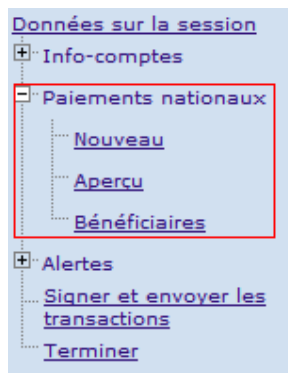 Données sur la session
Info-comptes
Paiements nationaux
Nouveau
Aperçu
Bénéficiaires
Alertes
Signer et envoyer les
transactions
Terminer